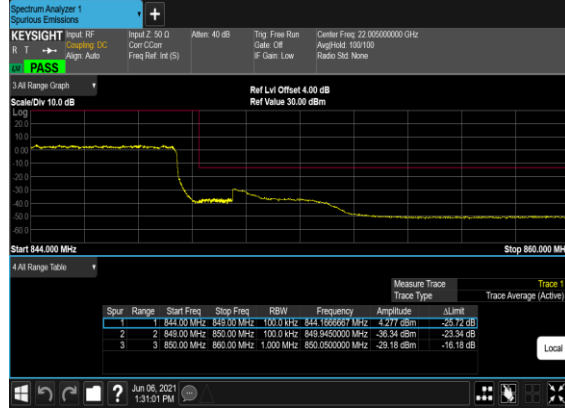 Spectrum Analyzer 1
Spurious Emissions
+
KEYSIGHT Input: RF Input Z: 50 Ω Atten: 40 dB Trig: Free Run Center Freq: 22.005000000 GHz
R T Coupling: DC Corr CCorr Gate: Off Avg|Hold: 100/100
Align: Auto Freq Ref: Int (S) IF Gain: Low Radio Std: None
PASS
3 All Range Graph
Ref Lvl Offset 4.00 dB
Scale/Div 10.0 dB Ref Value 30.00 dBm
Log
20.0
10.0
0.00
-10.0
-20.0
-30.0
-40.0
-50.0
-60.0
Start 844.000 MHz Stop 860.000 MH
4 All Range Table
Measure Trace Trace 1
Trace Type Trace Average (Active)
Spur Range Start Freq Stop Freq RBW Frequency Amplitude ΔLimit
1 1 844.00 MHz 849.00 MHz 100.0 kHz 844.1666667 MHz 4.277 dBm -25.72 dB
2 2 849.00 MHz 850.00 MHz 100.0 kHz 849.9450000 MHz -36.34 dBm -23.34 dB
3 3 850.00 MHz 860.00 MHz 1.000 MHz 850.0500000 MHz -29.18 dBm -16.18 dB
Local
?
Jun 06, 2021
1:31:01 PM